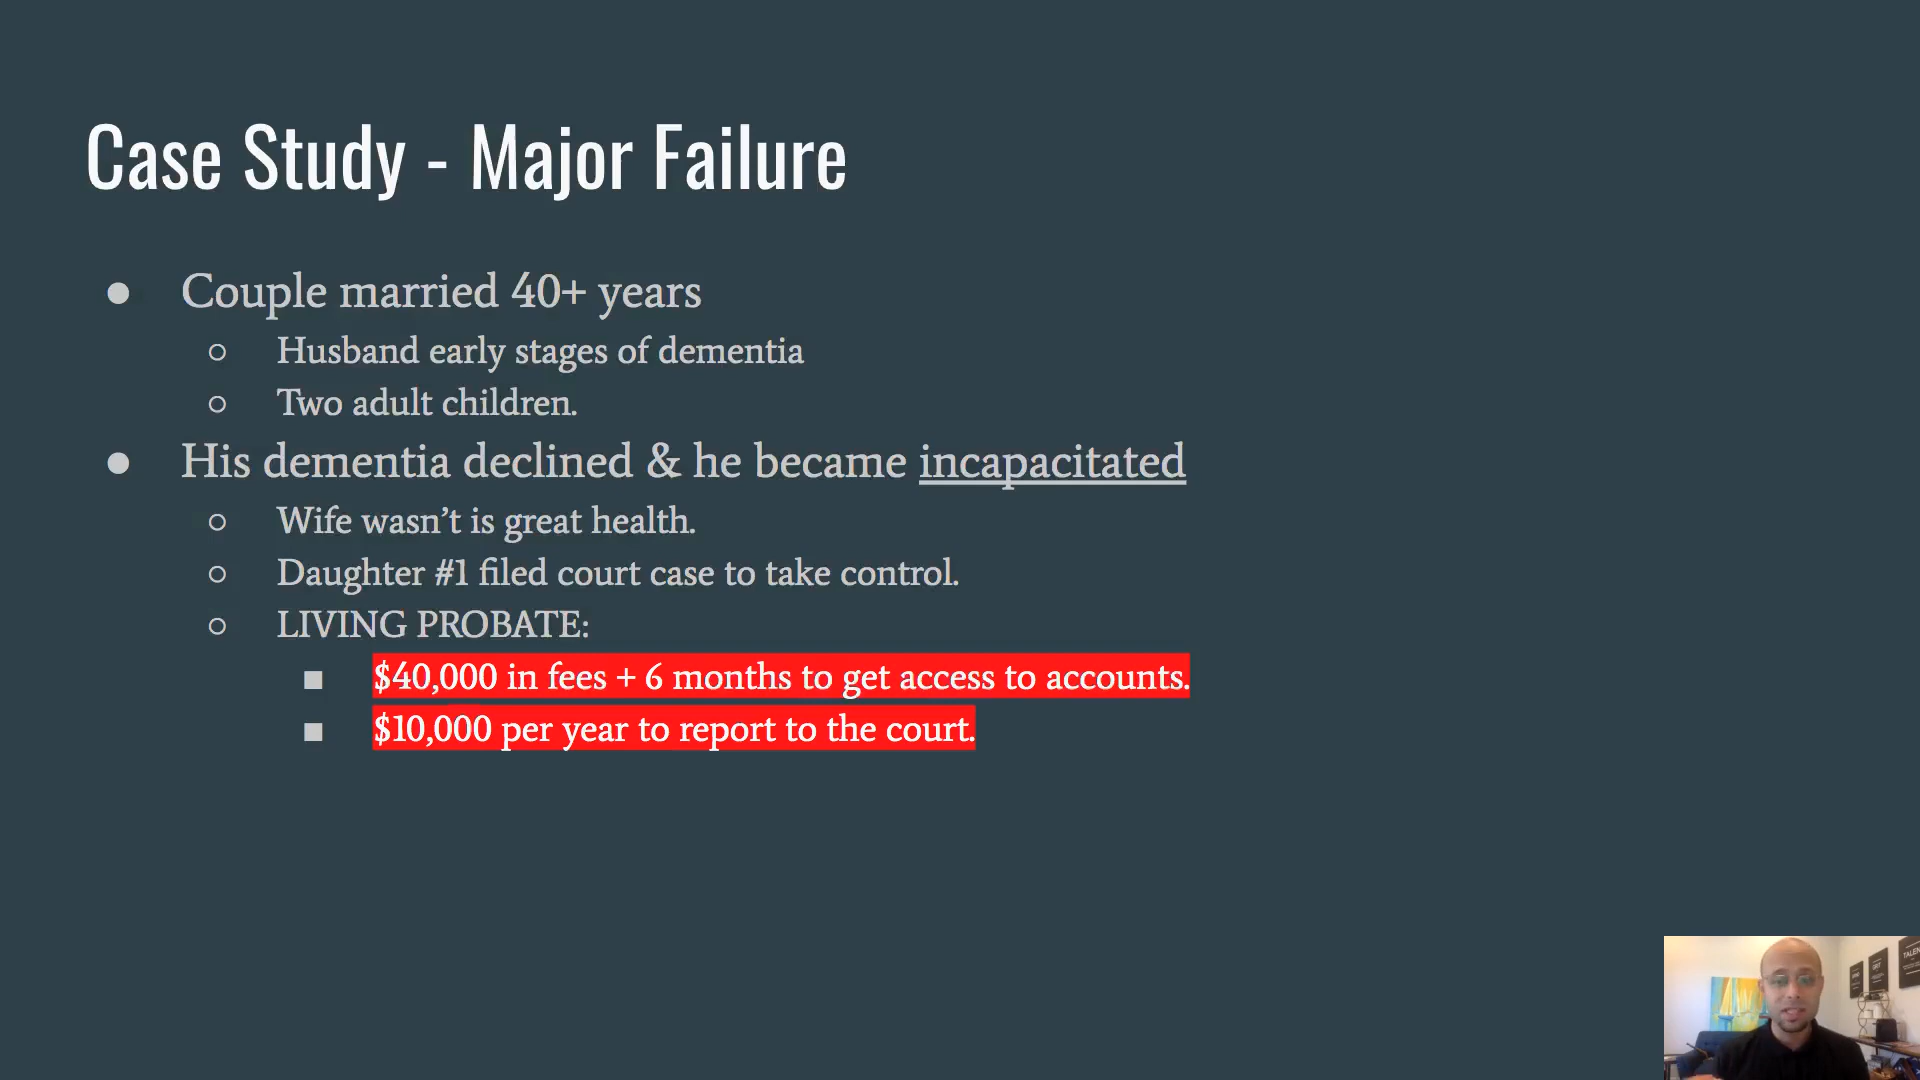 Case Study - Major Failure
● Couple married 40+ years
○ Husband early stages of dementia
○ Two adult children.
● His dementia declined & he became incapacitated
○ Wife wasn’t is great health.
○ Daughter #1 filed court case to take control.
○ LIVING PROBATE:
■ $40,000 in fees + 6 months to get access to accounts.
■ $10,000 per year to report to the court.
GRIT
TALEN